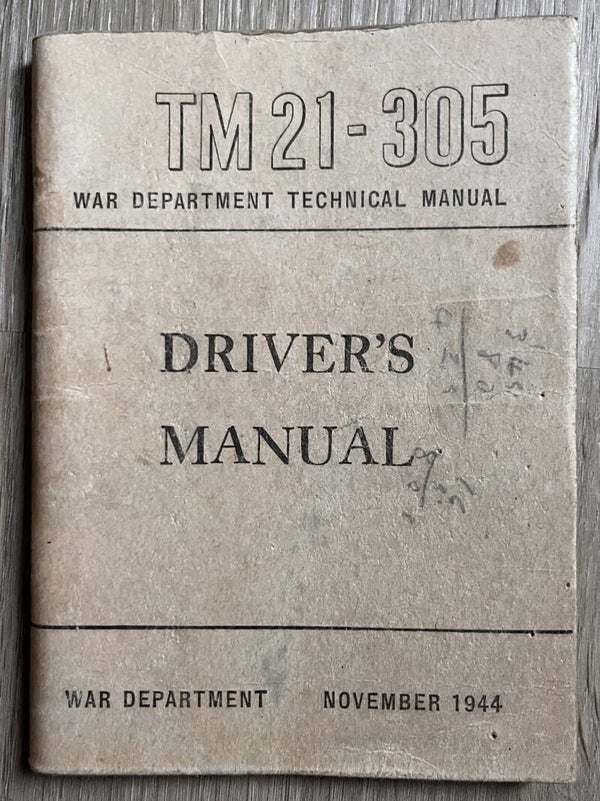 TM 21-305
WAR DEPARTMENT TECHNICAL MANUAL
DRIVER'S
MANUAL
WAR DEPARTMENT NOVEMBER 1944